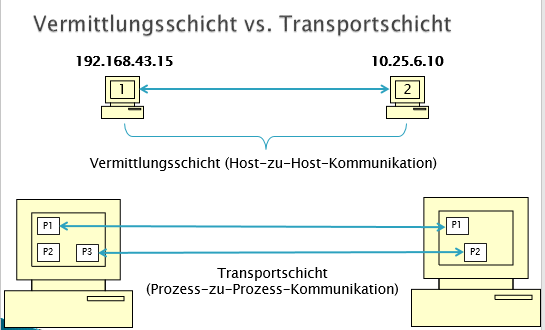 Vermittlungsschicht vs. Transportschicht
192.168.43.15
10.25.6.10
1
2
Vermittlungsschicht (Host-zu-Host-Kommunikation)
P1
P1
P2
P3
P2
Transportschicht
(Prozess-zu-Prozess-Kommunikation)